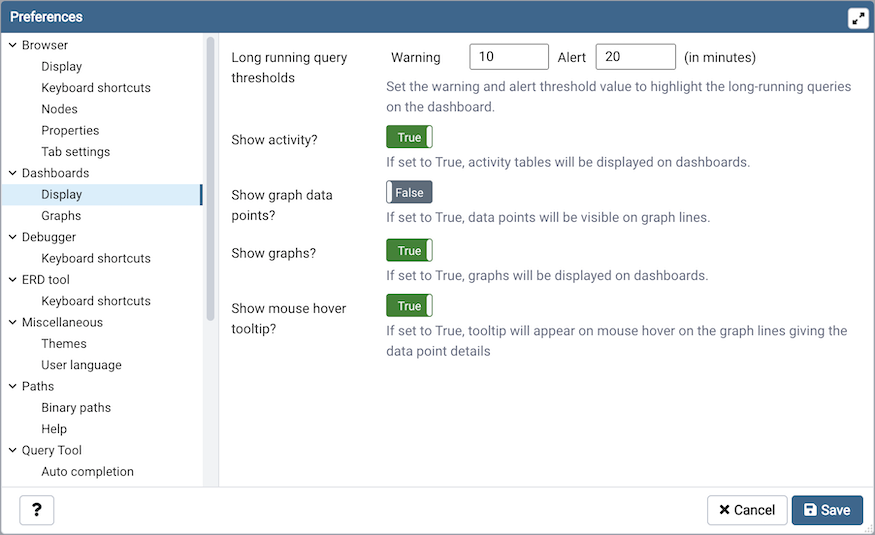 Preferences
Browser
Display
Keyboard shortcuts
Nodes
Properties
Tab settings
Dashboards
Display
Graphs
Debugger
Keyboard shortcuts
ERD tool
Keyboard shortcuts
Miscellaneous
Themes
User language
Paths
Binary paths
Help
Query Tool
Auto completion
Long running query
thresholds
Warning 10 Alert 20 (in minutes)
Set the warning and alert threshold value to highlight the long-running queries
on the dashboard.
Show activity?
True
If set to True, activity tables will be displayed on dashboards.
Show graph data
points?
False
If set to True, data points will be visible on graph lines.
Show graphs?
True
If set to True, graphs will be displayed on dashboards.
Show mouse hover
tooltip?
True
If set to True, tooltip will appear on mouse hover on the graph lines giving the
data point details
?
Cancel
Save